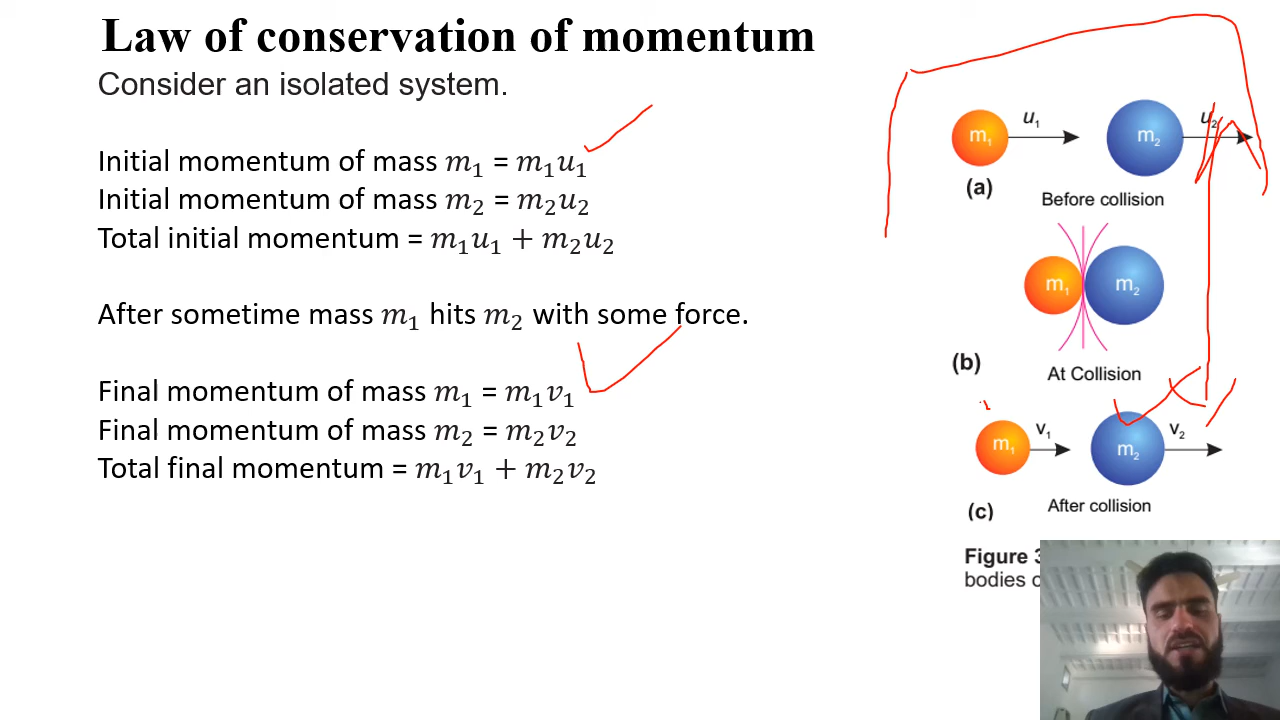 Law of conservation of momentum
Consider an isolated system.
Initial momentum of mass m₁ = m₁u₁
Initial momentum of mass m₂ = m₂u₂
Total initial momentum = m₁u₁ + m₂u₂
After sometime mass m₁ hits m₂ with some force.
Final momentum of mass m₁ = m₁v₁
Final momentum of mass m₂ = m₂v₂
Total final momentum = m₁v₁ + m₂v₂
m₁ u₁ m₂ u₂
(a)
Before collision
m₁ m₂
(b)
At Collision
m₁ v₁ m₂ v₂
(c)
After collision
Figure
bodies